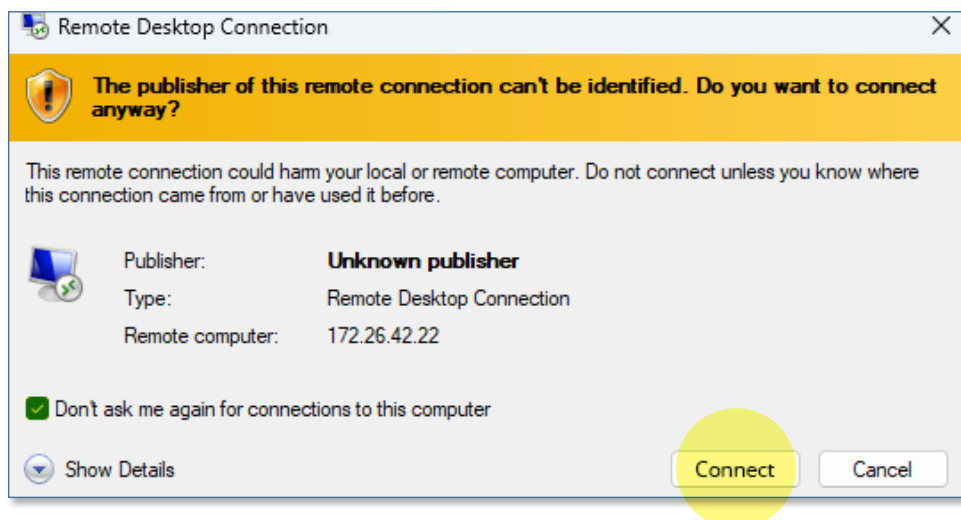 Remote Desktop Connection
The publisher of this remote connection can't be identified. Do you want to connect
anyway?
This remote connection could harm your local or remote computer. Do not connect unless you know where
this connection came from or have used it before.
Publisher: Unknown publisher
Type: Remote Desktop Connection
Remote computer: 172.26.42.22
Don't ask me again for connections to this computer
Show Details Connect Cancel